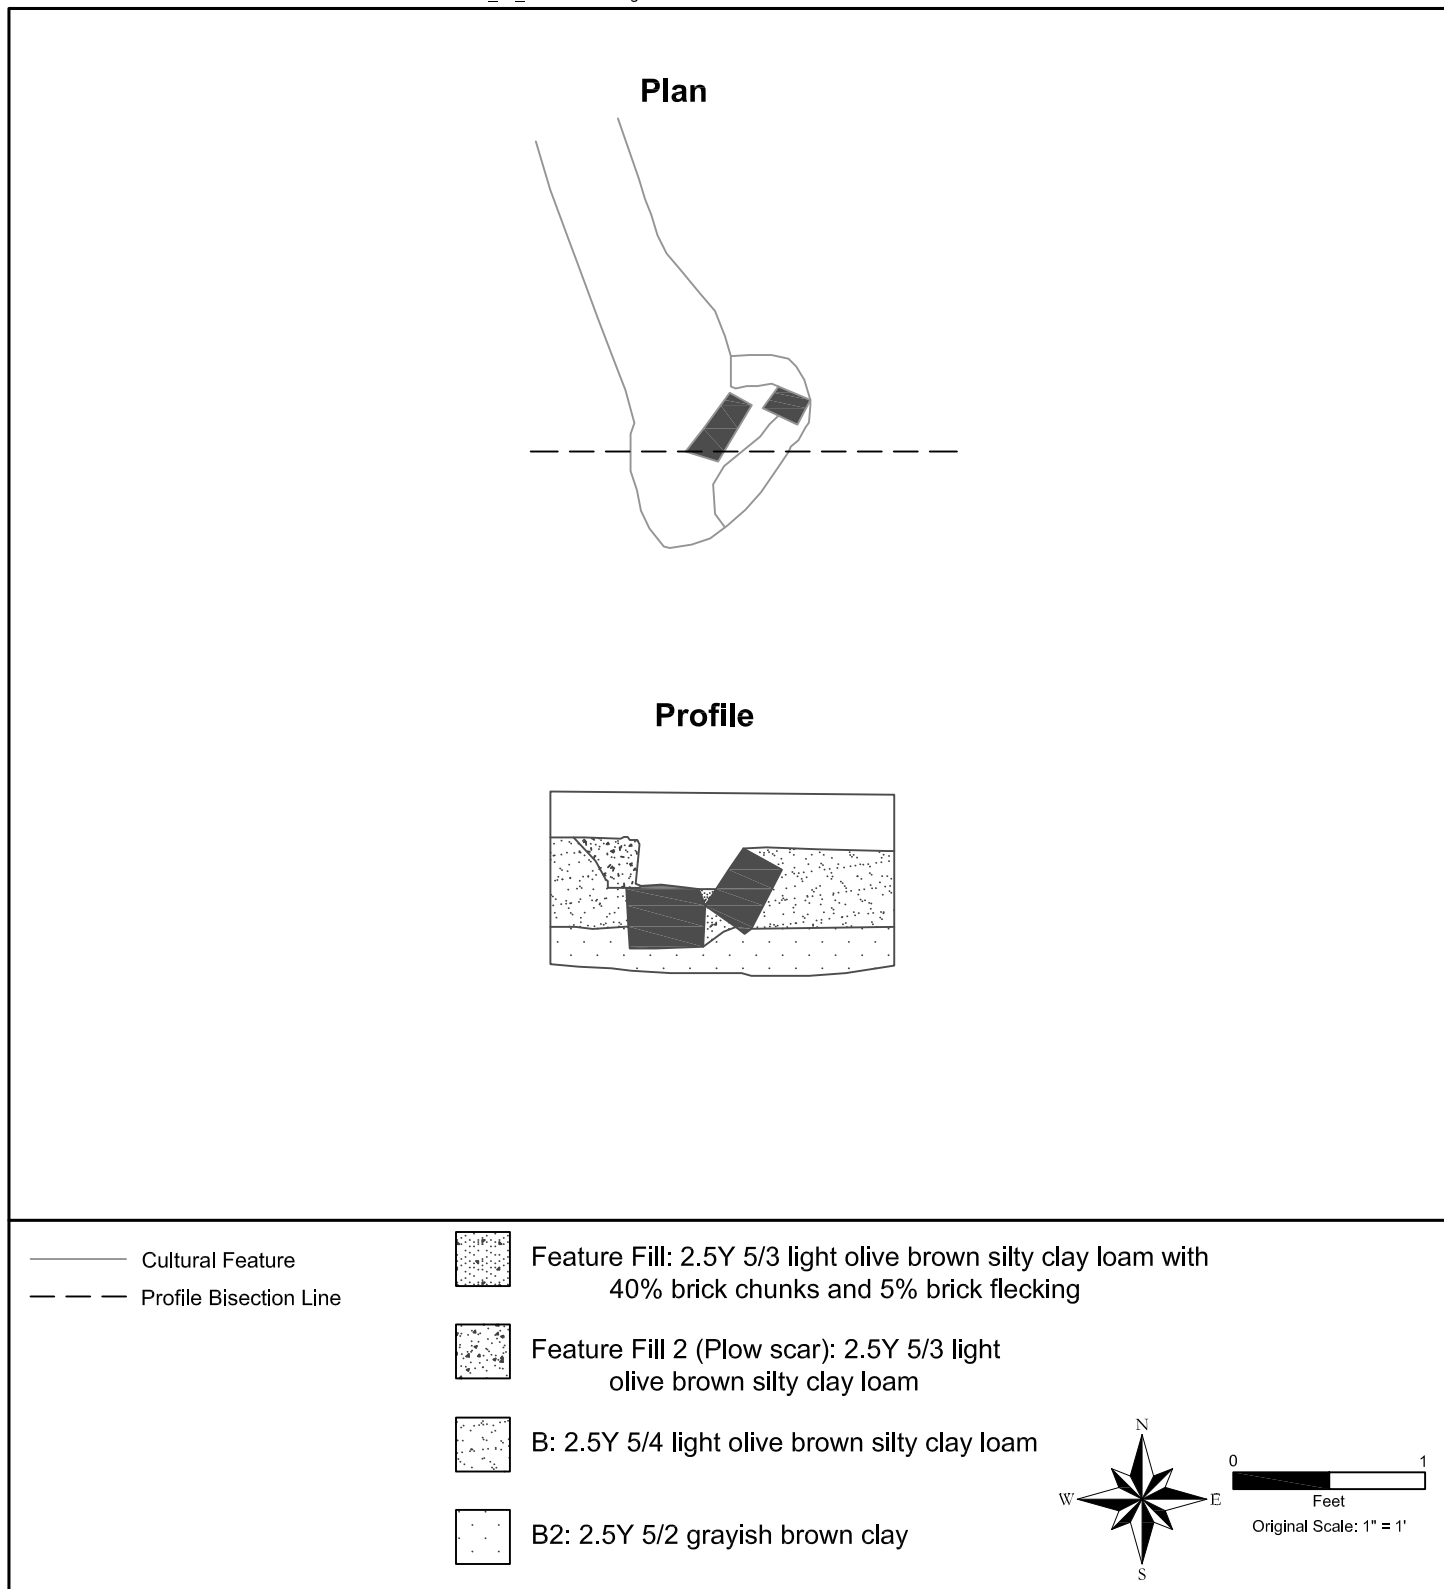 Plan
Profile
Cultural Feature
Profile Bisection Line
Feature Fill: 2.5Y 5/3 light olive brown silty clay loam with
40% brick chunks and 5% brick flecking
Feature Fill 2 (Plow scar): 2.5Y 5/3 light
olive brown silty clay loam
B: 2.5Y 5/4 light olive brown silty clay loam
B2: 2.5Y 5/2 grayish brown clay
N
W E
S
0 1
Feet
Original Scale: 1" = 1'